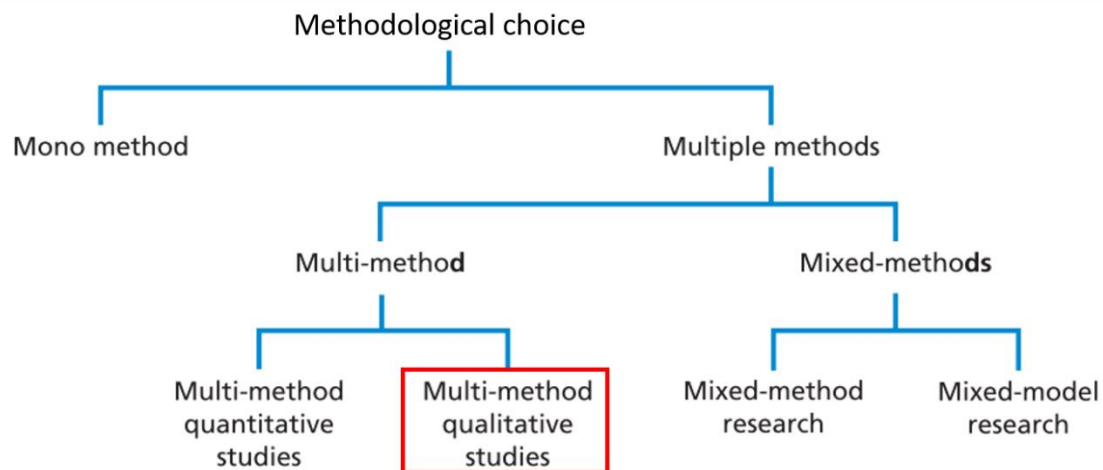 Methodological choice
Mono method
Multiple methods
Multi-method
Mixed-methods
Multi-method
quantitative
studies
Multi-method
qualitative
studies
Mixed-method
research
Mixed-model
research